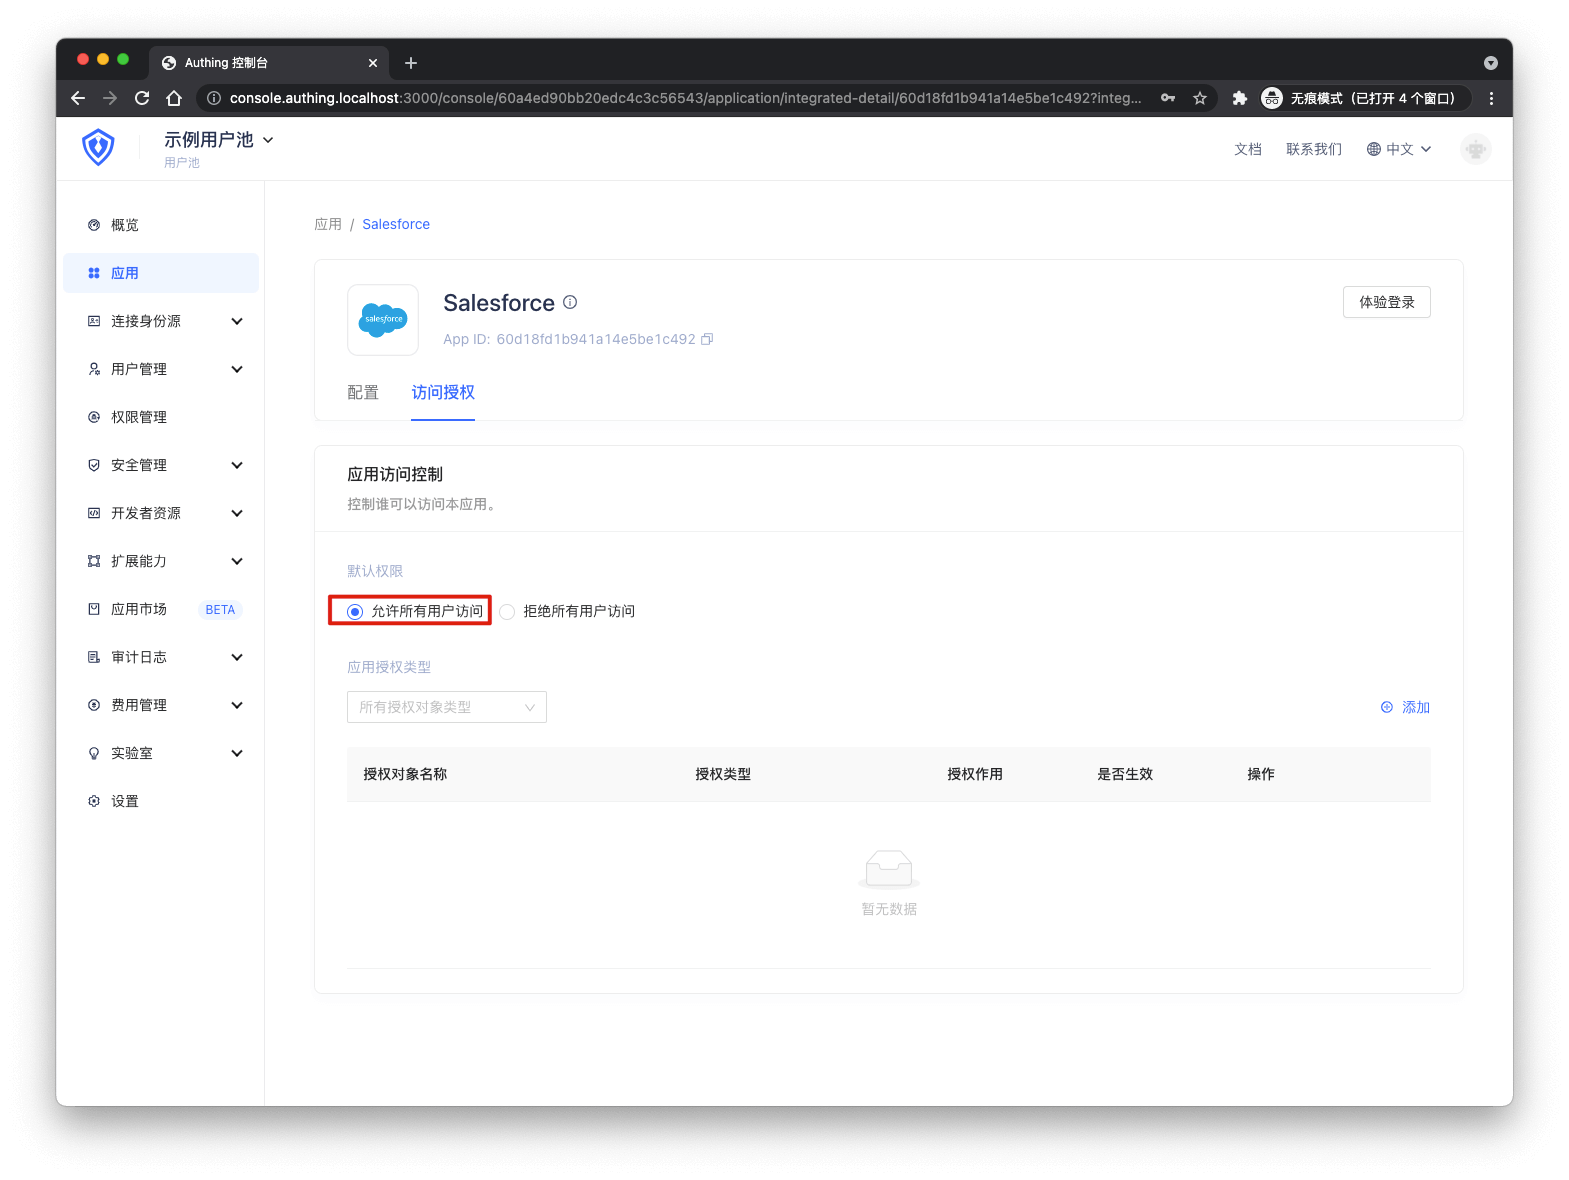 Authing 控制台
console.authing.localhost:3000/console/60a4ed90bb20edc4c3c56543/application/integrated-detail/60d18fd1b941a14e5be1c492?integ...
无痕模式（已打开 4 个窗口）
示例用户池
用户池
文档
联系我们
中文
概览
应用
连接身份源
用户管理
权限管理
安全管理
开发者资源
扩展能力
应用市场 BETA
审计日志
费用管理
实验室
设置
应用 / Salesforce
salesforce
Salesforce
App ID: 60d18fd1b941a14e5be1c492
体验登录
配置 访问授权
应用访问控制
控制谁可以访问本应用。
默认权限
允许所有用户访问 拒绝所有用户访问
应用授权类型
所有授权对象类型
添加
授权对象名称 授权类型 授权作用 是否生效 操作
暂无数据